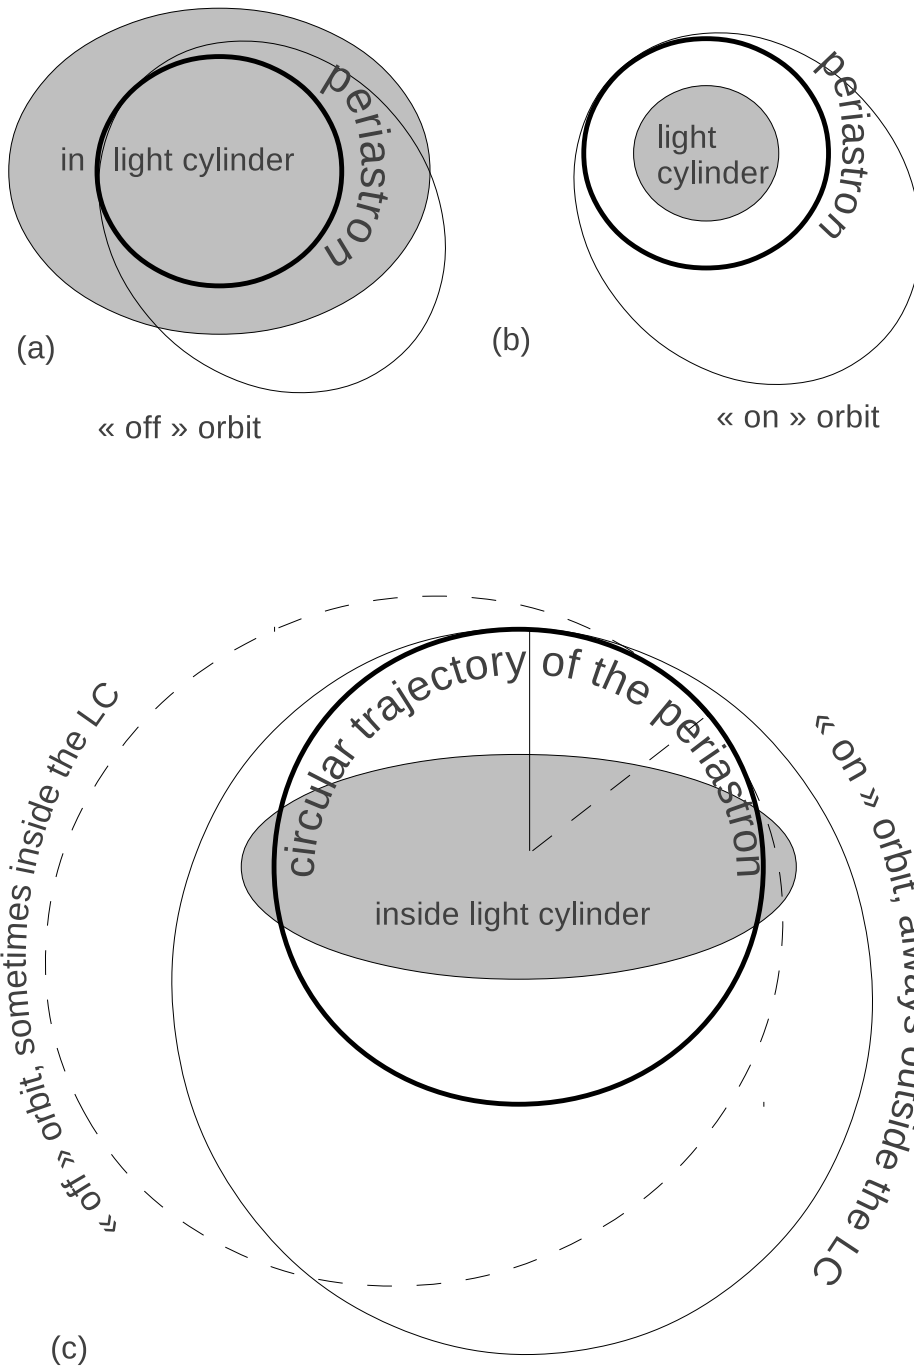 in light cylinder
periastron
(a)
« off » orbit
light
cylinder
periastron
(b)
« on » orbit
circular trajectory of the periastron
inside light cylinder
« off » orbit, sometimes inside the LC
« on » orbit, always outside the LC
(c)